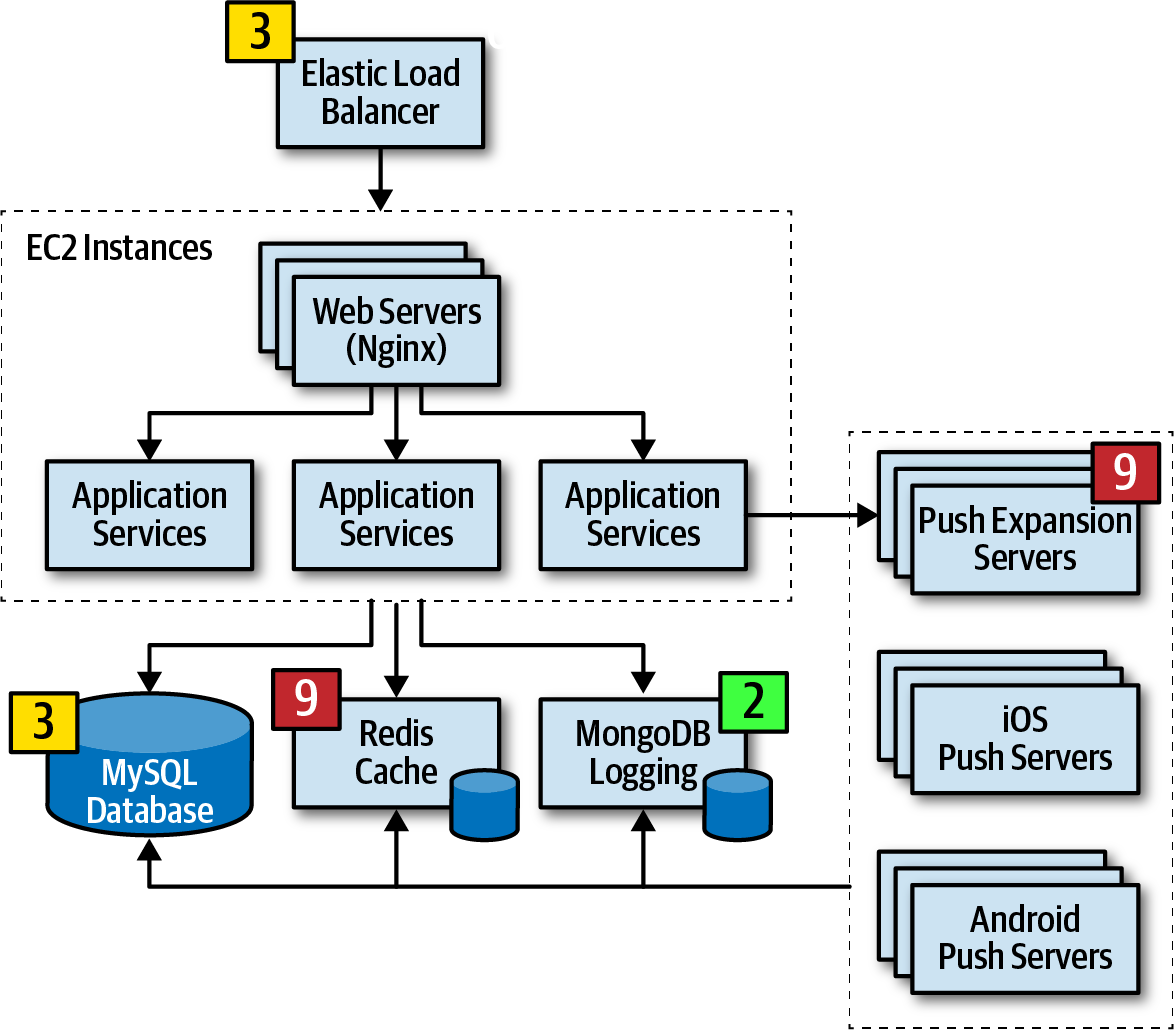 3
Elastic Load
Balancer
EC2 Instances
Web Servers
(Nginx)
Application
Services
Application
Services
Application
Services
9
Push Expansion
Servers
iOS
Push Servers
Android
Push Servers
3
MySQL
Database
9
Redis
Cache
2
MongoDB
Logging